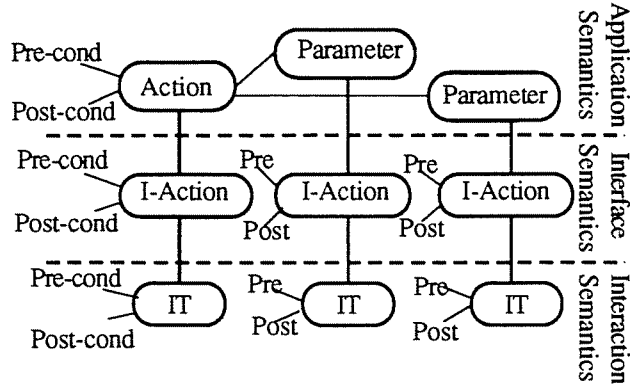 Pre-cond
Post-cond
Action
Parameter
Parameter
Application
Semantics
Pre-cond
Post-cond
I-Action
Pre
Post
I-Action
Pre
Post
I-Action
Interface
Semantics
Pre-cond
Post-cond
IT
Pre
Post
IT
Pre
Post
IT
Interaction
Semantics